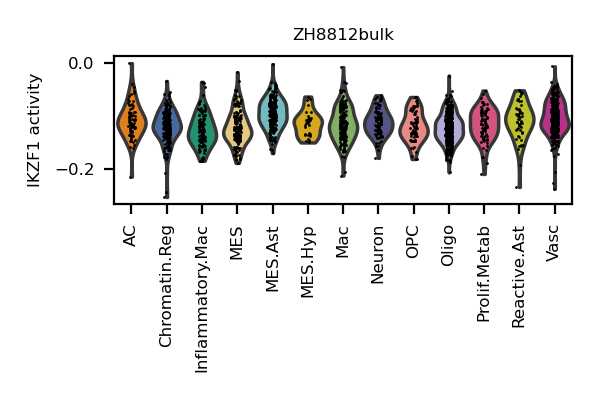 ZH8812bulk
IKZF1 activity
0.0
−0.2
AC
Chromatin.Reg
Inflammatory.Mac
MES
MES.Ast
MES.Hyp
Mac
Neuron
OPC
Oligo
Prolif.Metab
Reactive.Ast
Vasc